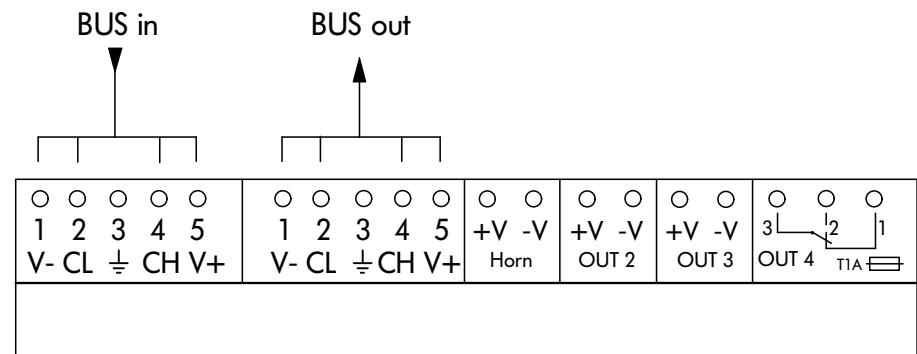 BUS in BUS out
1 2 3 4 5 1 2 3 4 5 +V -V +V -V +V -V 3 2 1
V- CL ⏚ CH V+ V- CL ⏚ CH V+ Horn OUT 2 OUT 3 OUT 4 T1A